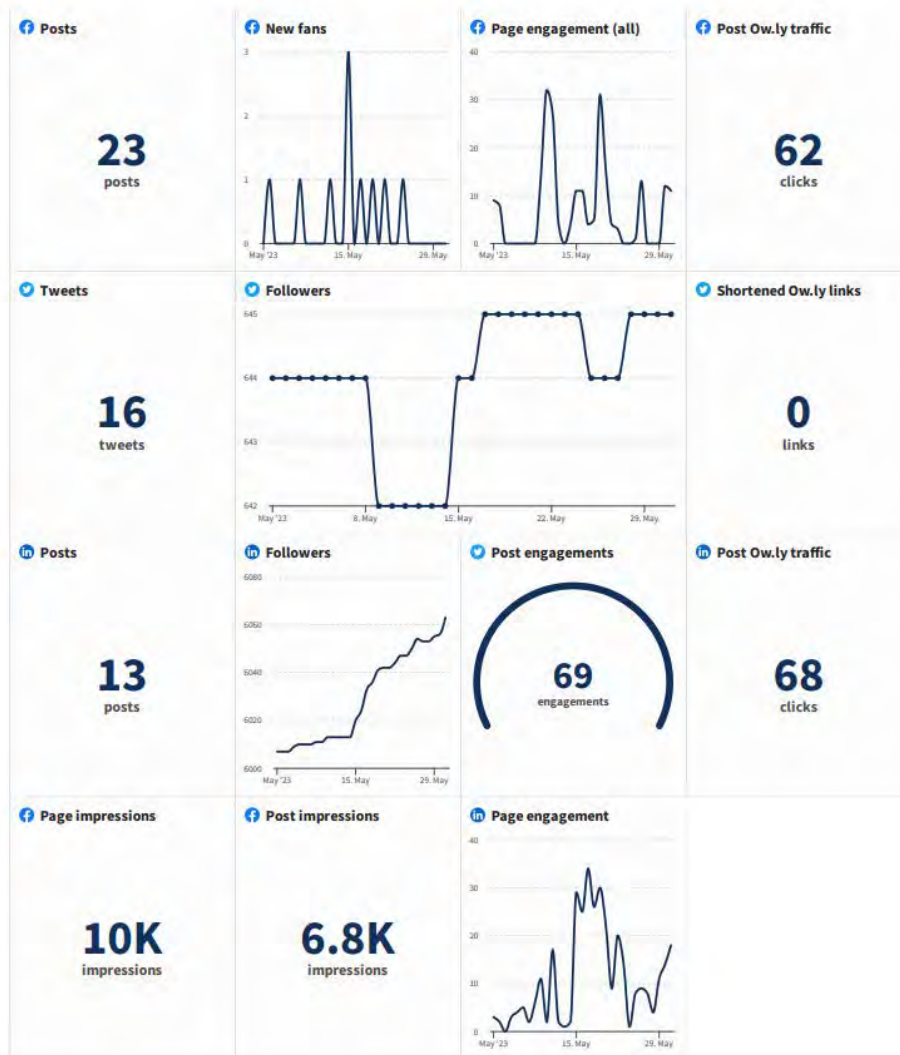 Posts
23
posts
New fans
3
2
1
0
May '23
15. May
29. May
Page engagement (all)
40
30
20
10
0
May '23
15. May
29. May
Post Ow.ly traffic
62
clicks
Tweets
16
tweets
Followers
645
644
643
642
May '23
8. May
15. May
22. May
29. May
Shortened Ow.ly links
0
links
in Posts
13
posts
in Followers
6080
6060
6040
6020
6000
May '23
15. May
29. May
Post engagements
69
engagements
in Post Ow.ly traffic
68
clicks
Page impressions
10K
impressions
Post impressions
6.8K
impressions
in Page engagement
40
30
20
10
0
May '23
15. May
29. May